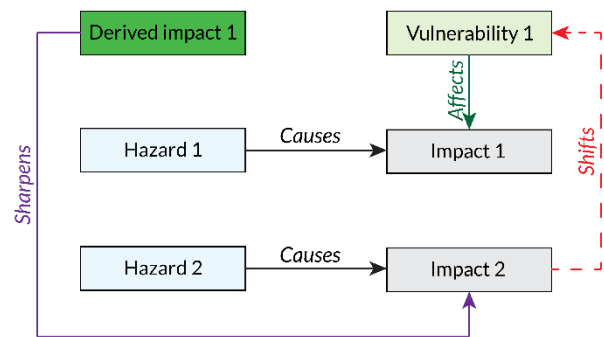 Derived impact 1
Vulnerability 1
Affects
Hazard 1
Causes
Impact 1
Sharpens
Shifts
Hazard 2
Causes
Impact 2